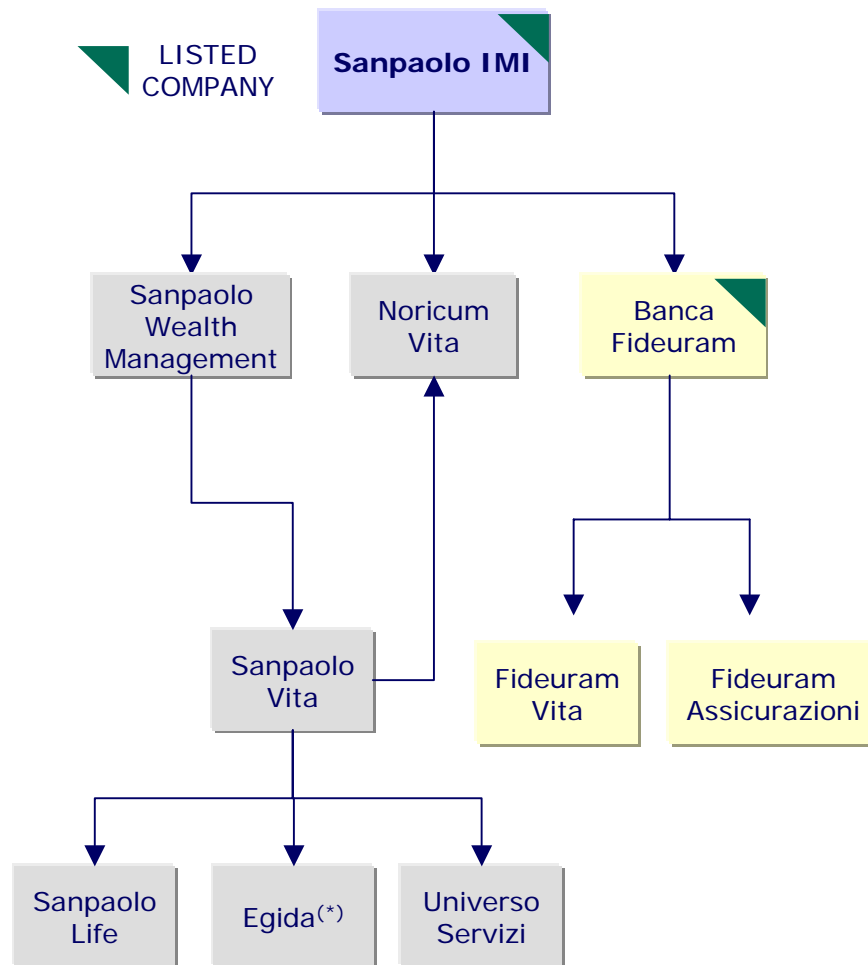 LISTED
COMPANY
Sanpaolo IMI
Sanpaolo
Wealth
Management
Noricum
Vita
Banca
Fideuram
Sanpaolo
Vita
Fideuram
Vita
Fideuram
Assicurazioni
Sanpaolo
Life
Egida(*)
Universo
Servizi